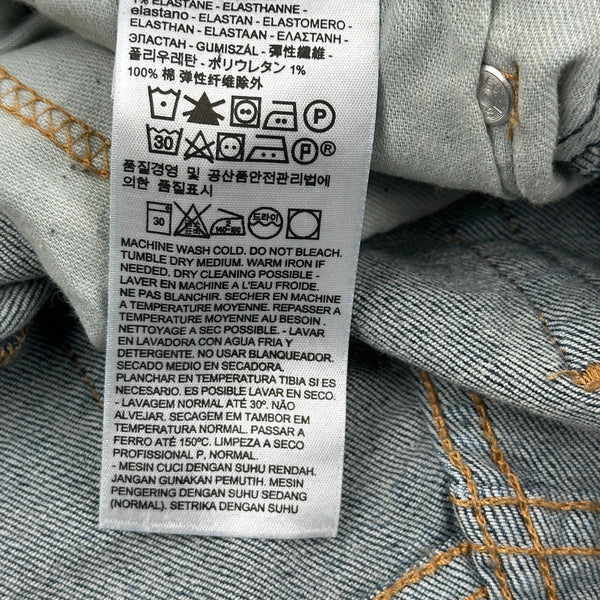 1% ELASTANE - ELASTHANNE -
elastano - ELASTAN - ELASTOMERO -
ELASTHAN - ELASTAAN - ΕΛΑΣΤΑΝΗ -
ЭЛАСТАН - GUMISZÁL - 彈性纖維 -
폴리우레탄 - ポリウレタン 1%
100% 棉 弹性纤维除外
P
30 P®
품질경영 및 공산품안전관리법에
의한 품질표시
30 140-160 드라이
MACHINE WASH COLD. DO NOT BLEACH.
TUMBLE DRY MEDIUM. WARM IRON IF
NEEDED. DRY CLEANING POSSIBLE -
LAVER EN MACHINE A L'EAU FROIDE.
NE PAS BLANCHIR. SECHER EN MACHINE
A TEMPERATURE MOYENNE. REPASSER A
TEMPERATURE MOYENNE AU BESOIN .
NETTOYAGE A SEC POSSIBLE. - LAVAR
EN LAVADORA CON AGUA FRIA Y
DETERGENTE. NO USAR BLANQUEADOR.
SECADO MEDIO EN SECADORA.
PLANCHAR EN TEMPERATURA TIBIA SI ES
NECESARIO. ES POSIBLE LAVAR EN SECO.
- LAVAGEM NORMAL ATÉ 30º. NÃO
ALVEJAR. SECAGEM EM TAMBOR EM
TEMPERATURA NORMAL. PASSAR A
FERRO ATÉ 150ºC. LIMPEZA A SECO
PROFISSIONAL P, NORMAL.
- MESIN CUCI DENGAN SUHU RENDAH.
JANGAN GUNAKAN PEMUTIH. MESIN
PENGERING DENGAN SUHU SEDANG
(NORMAL). SETRIKA DENGAN SUHU